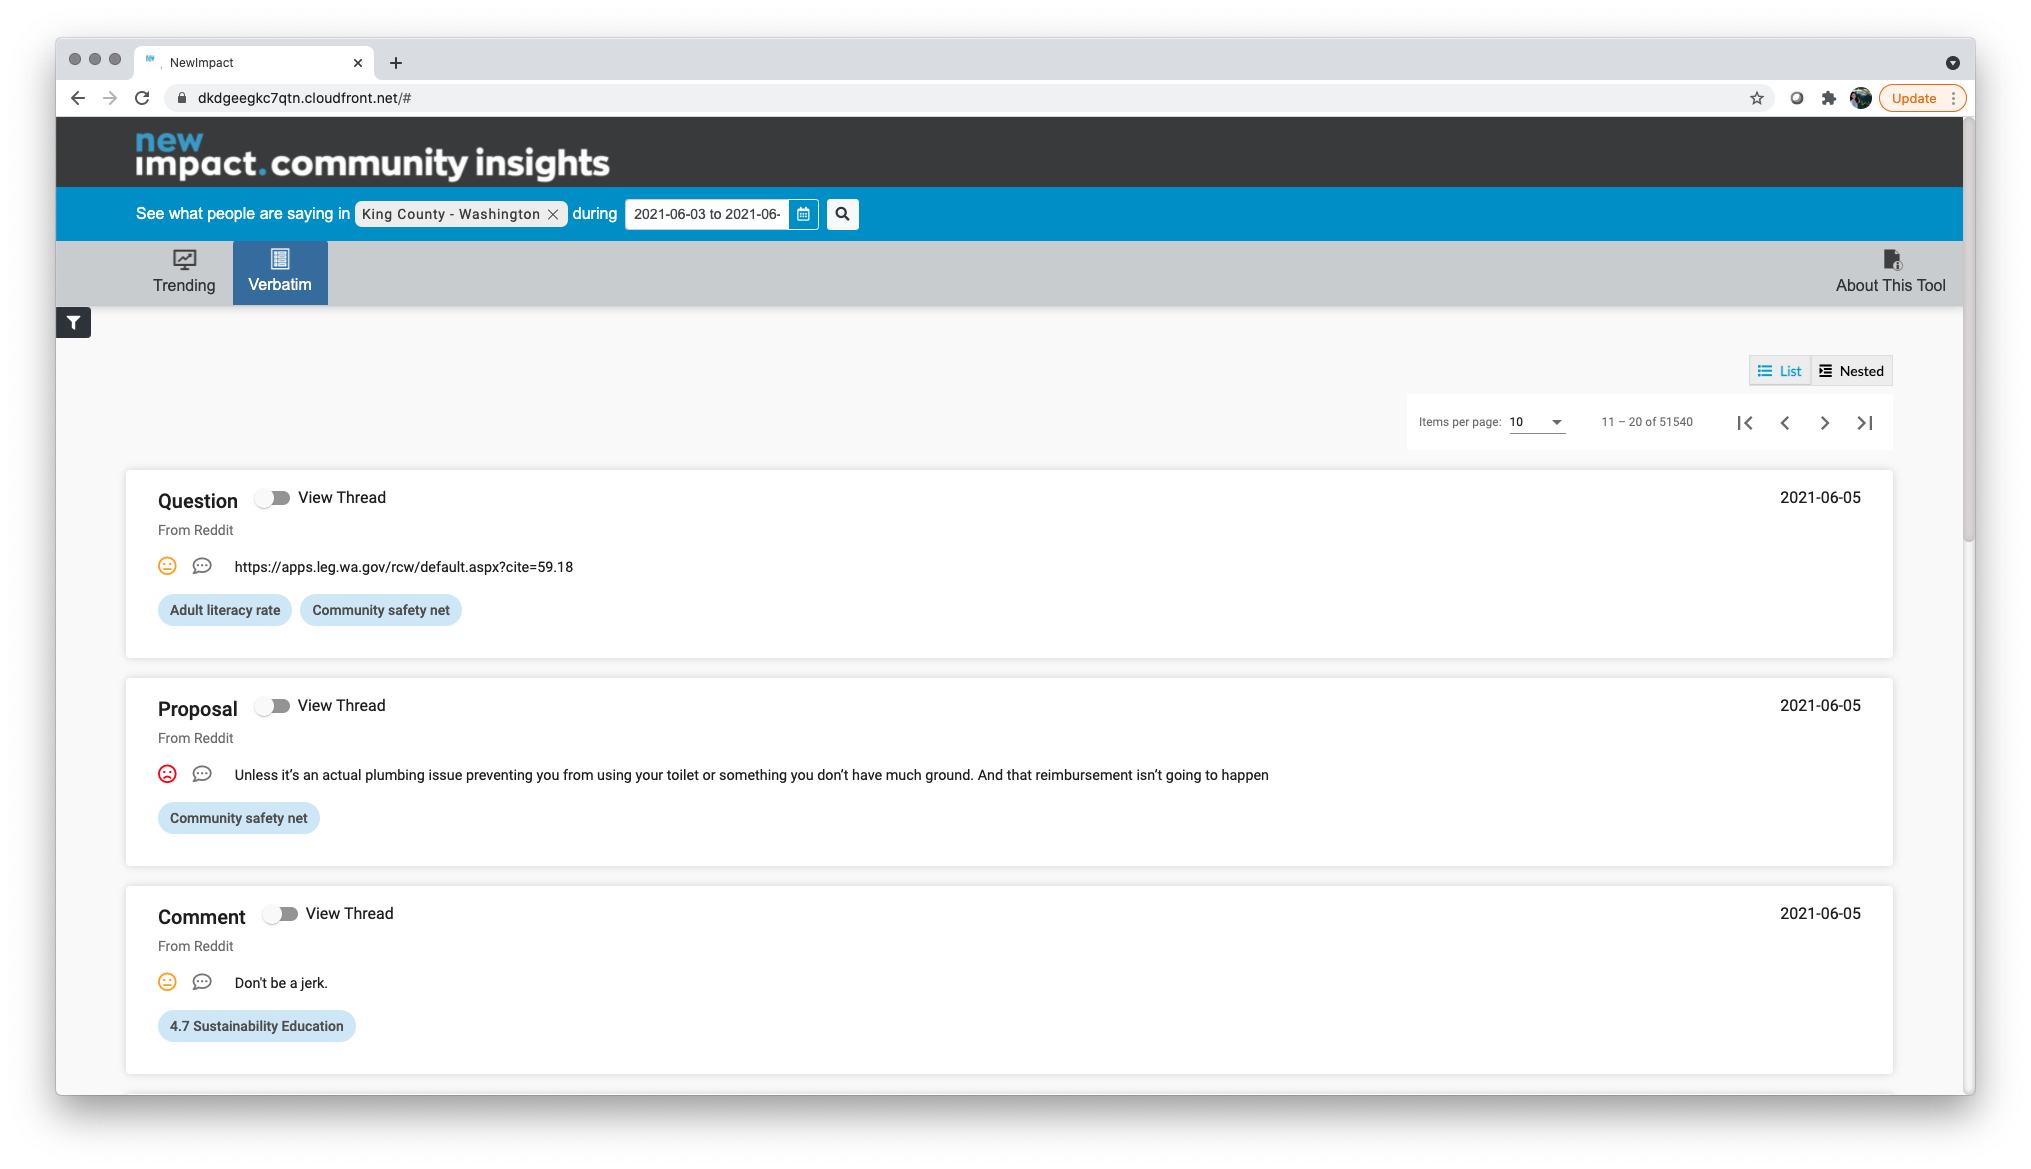 new
NewImpact
dkdgeegkc7qtn.cloudfront.net/#
Update
new
impact.community insights
See what people are saying in King County - Washington during 2021-06-03 to 2021-06-
Trending
Verbatim
About This Tool
List
Nested
Items per page: 10 11 – 20 of 51540
Question View Thread 2021-06-05
From Reddit
https://apps.leg.wa.gov/rcw/default.aspx?cite=59.18
Adult literacy rate Community safety net
Proposal View Thread 2021-06-05
From Reddit
Unless it’s an actual plumbing issue preventing you from using your toilet or something you don’t have much ground. And that reimbursement isn’t going to happen
Community safety net
Comment View Thread 2021-06-05
From Reddit
Don't be a jerk.
4.7 Sustainability Education